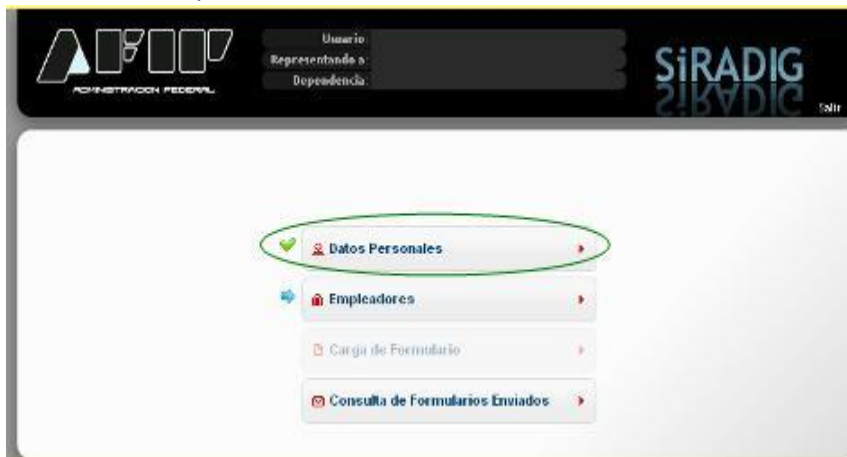 AFIP
ADMINISTRACION FEDERAL
Usuario
Representando a:
Dependencia:
SiRADIG
Salir
Datos Personales
Empleadores
Carga de Formulario
Consulta de Formularios Enviados